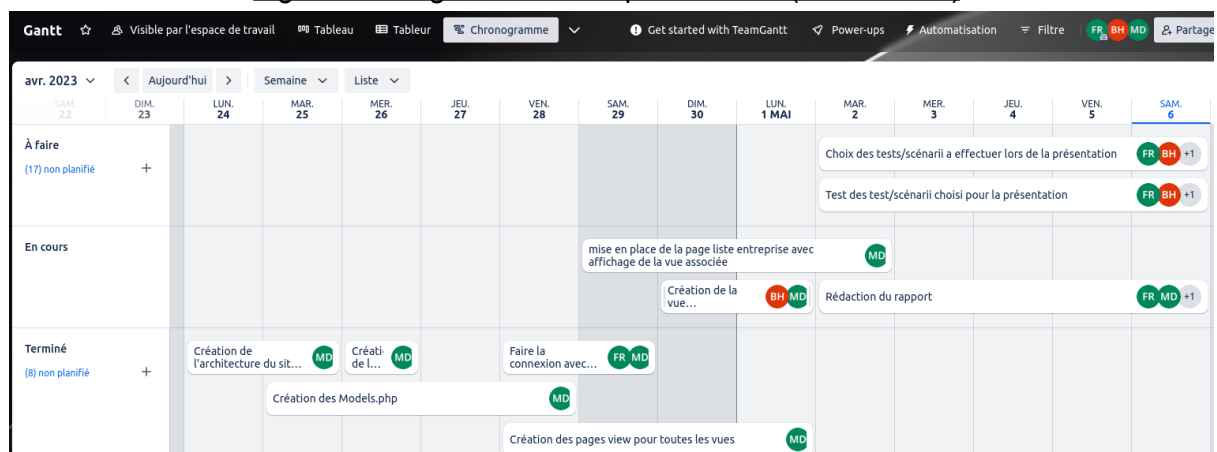 Gantt Visible par l'espace de travail Tableau Tableur Chronogramme Get started with TeamGantt Power-ups Automatisation Filtre FR BH MD Partage
avr. 2023 Aujourd'hui Semaine Liste
SAM. DIM. LUN. MAR. MER. JEU. VEN. SAM. DIM. LUN. MAR. MER. JEU. VEN. SAM.
22 23 24 25 26 27 28 29 30 1 MAI 2 3 4 5 6
À faire
(17) non planifié +
Choix des tests/scénarii a effectuer lors de la présentation FR BH +1
Test des test/scénarii choisi pour la présentation FR BH +1
En cours
mise en place de la page liste entreprise avec
affichage de la vue associée MD
Création de la
vue... BH MD
Rédaction du rapport FR MD +1
Terminé
(8) non planifié +
Création de
l'architecture du sit... MD
Créati
de l... MD
Faire la
connexion avec... FR MD
Création des Models.php MD
Création des pages view pour toutes les vues MD